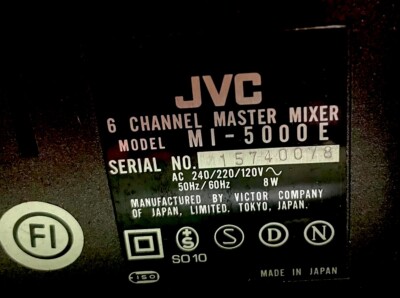 JVC
6 CHANNEL MASTER MIXER
MODEL MI-5000E
SERIAL NO. 15740078
AC 240/220/120V~
50Hz/60Hz 8W
MANUFACTURED BY VICTOR COMPANY
OF JAPAN, LIMITED. TOKYO, JAPAN.
FI
S
S
D
N
SO10
ISO
MADE IN JAPAN